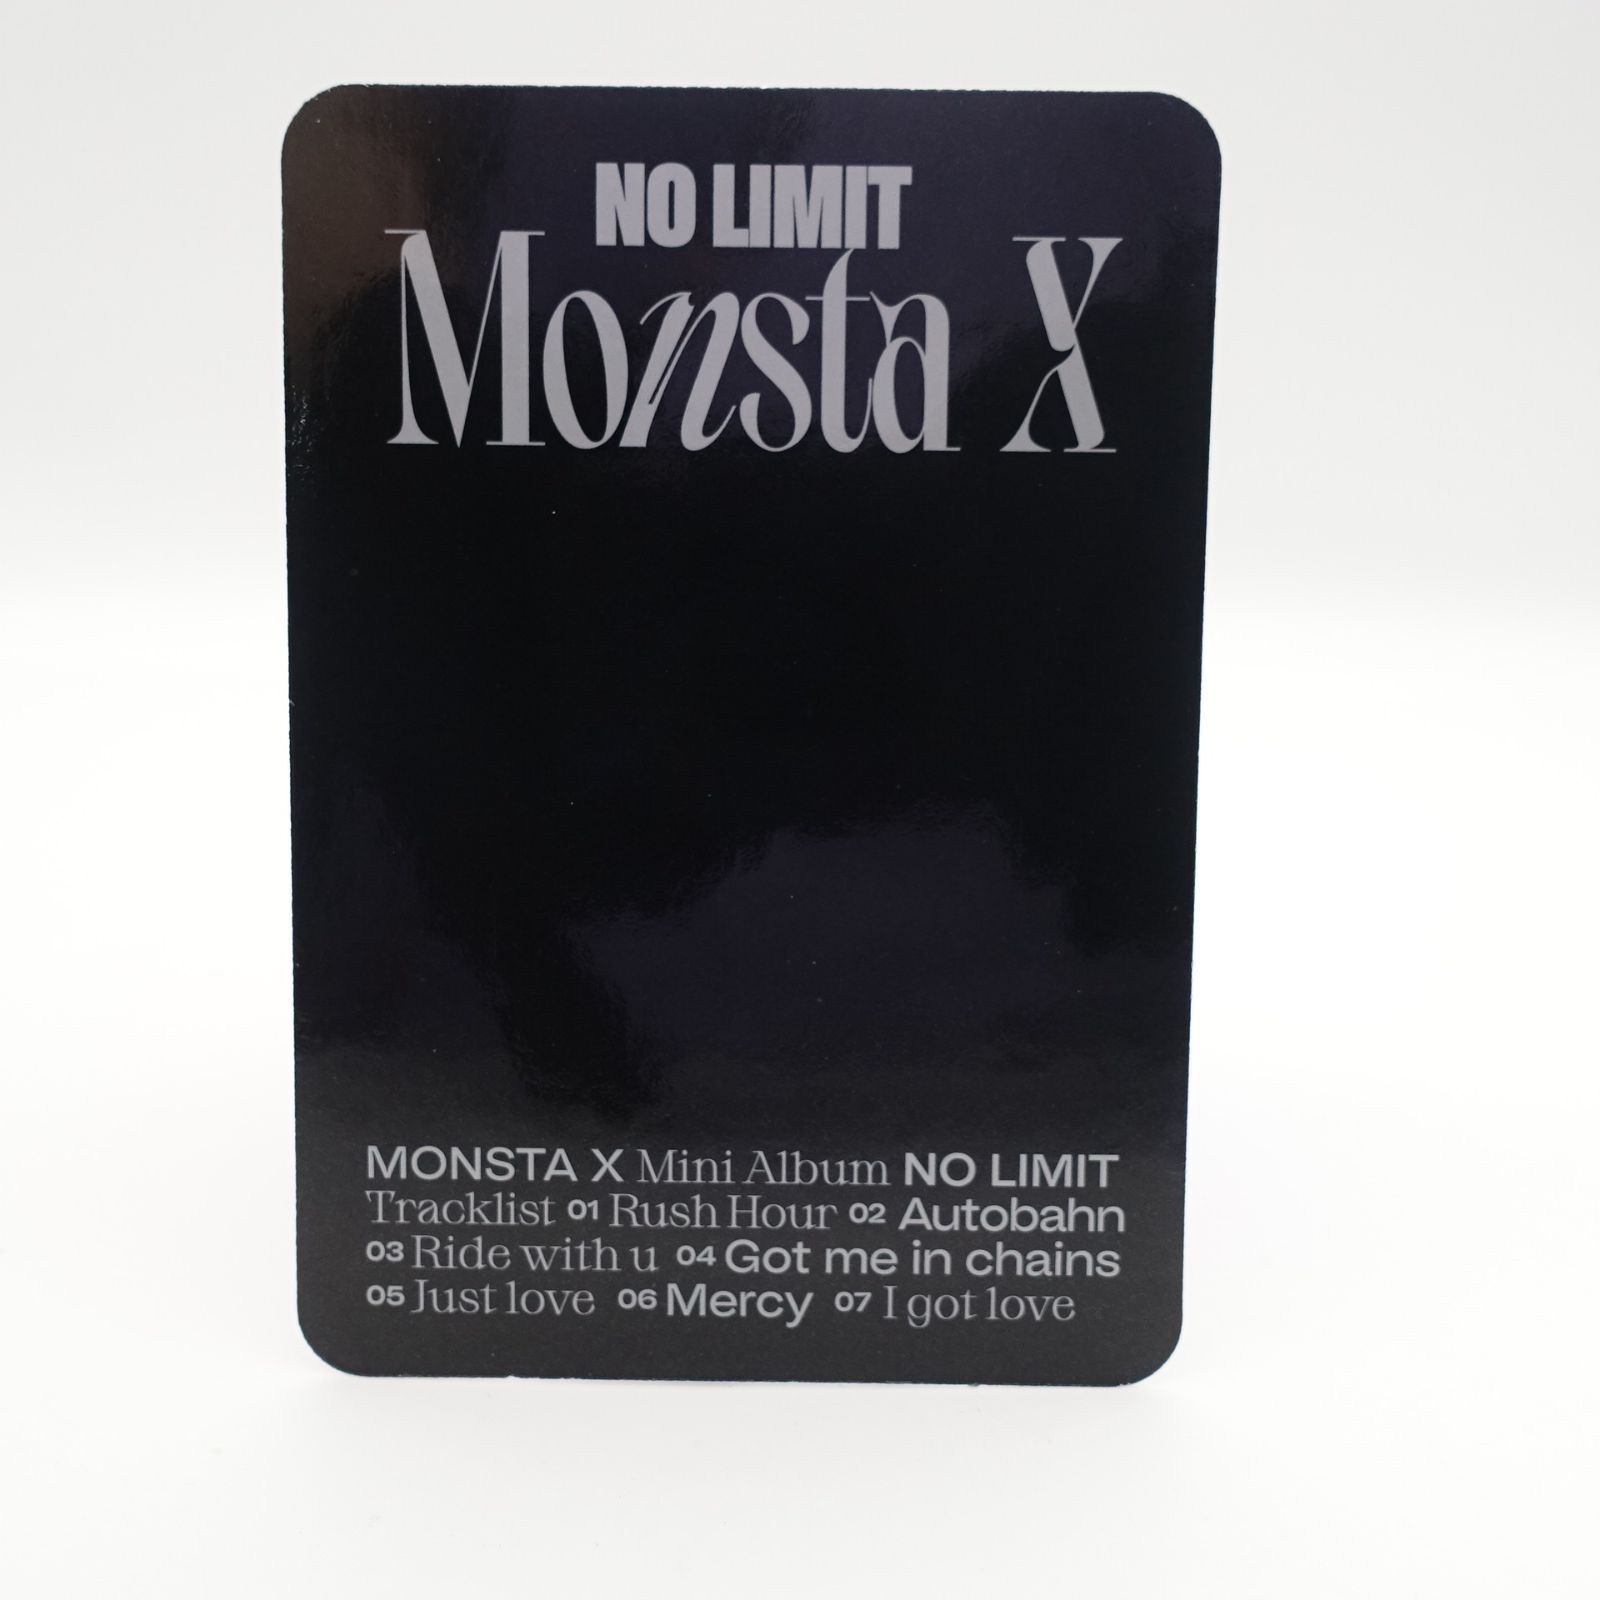 NO LIMIT
Monsta X
MONSTA X Mini Album NO LIMIT
Tracklist 01 Rush Hour 02 Autobahn
03 Ride with u 04 Got me in chains
05 Just love 06 Mercy 07 I got love